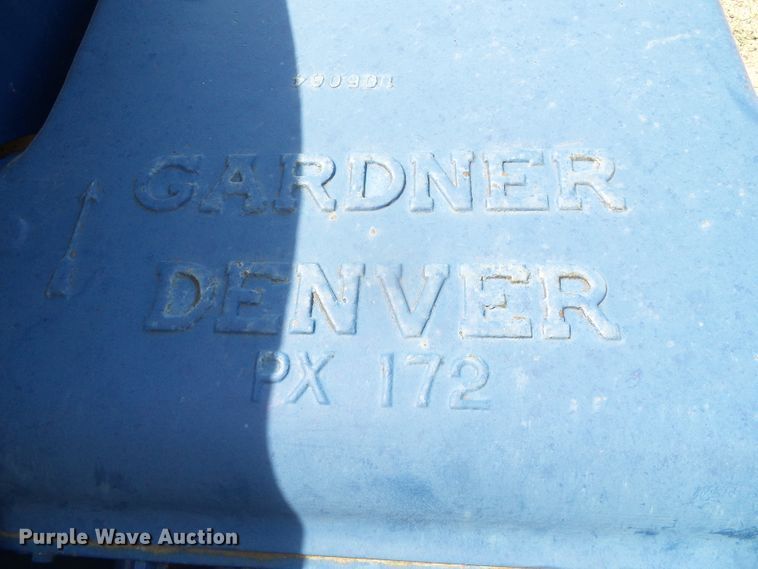 GARDNER
DENVER
PX 172
Purple Wave Auction